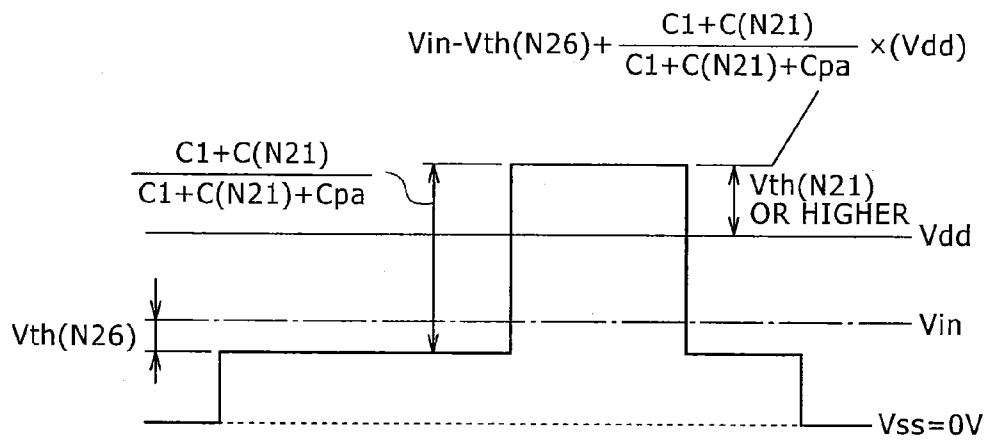 Vin-Vth(N26)+ C1+C(N21) / C1+C(N21)+Cpa ×(Vdd)
C1+C(N21)
C1+C(N21)+Cpa
Vth(N21)
OR HIGHER
Vdd
Vth(N26)
Vin
Vss=0V